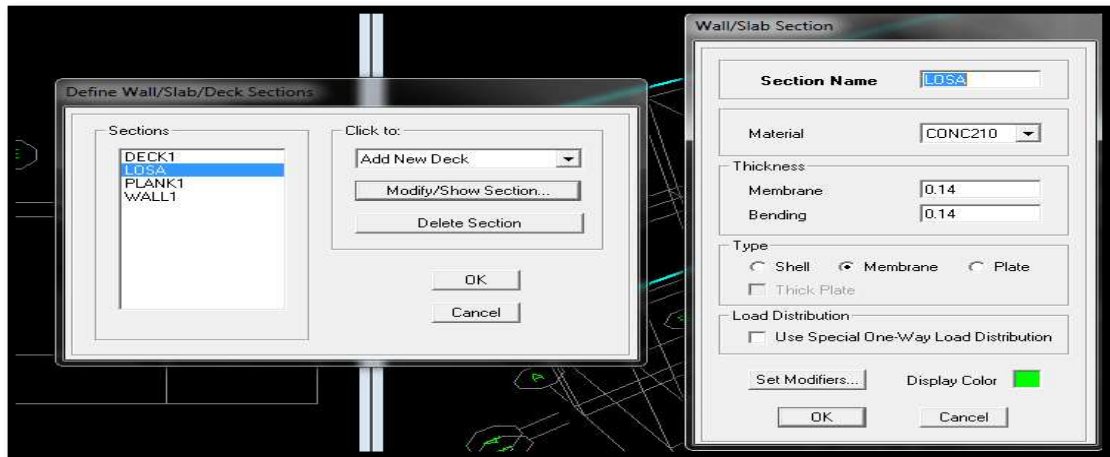 Define Wall/Slab/Deck Sections
Sections
DECK1
LOSA
PLANK1
WALL1
Click to:
Add New Deck
Modify/Show Section...
Delete Section
OK
Cancel
Wall/Slab Section
Section Name LOSA
Material CONC210
Thickness
Membrane 0.14
Bending 0.14
Type
Shell Membrane Plate
Thick Plate
Load Distribution
Use Special One-Way Load Distribution
Set Modifiers... Display Color
OK Cancel
A